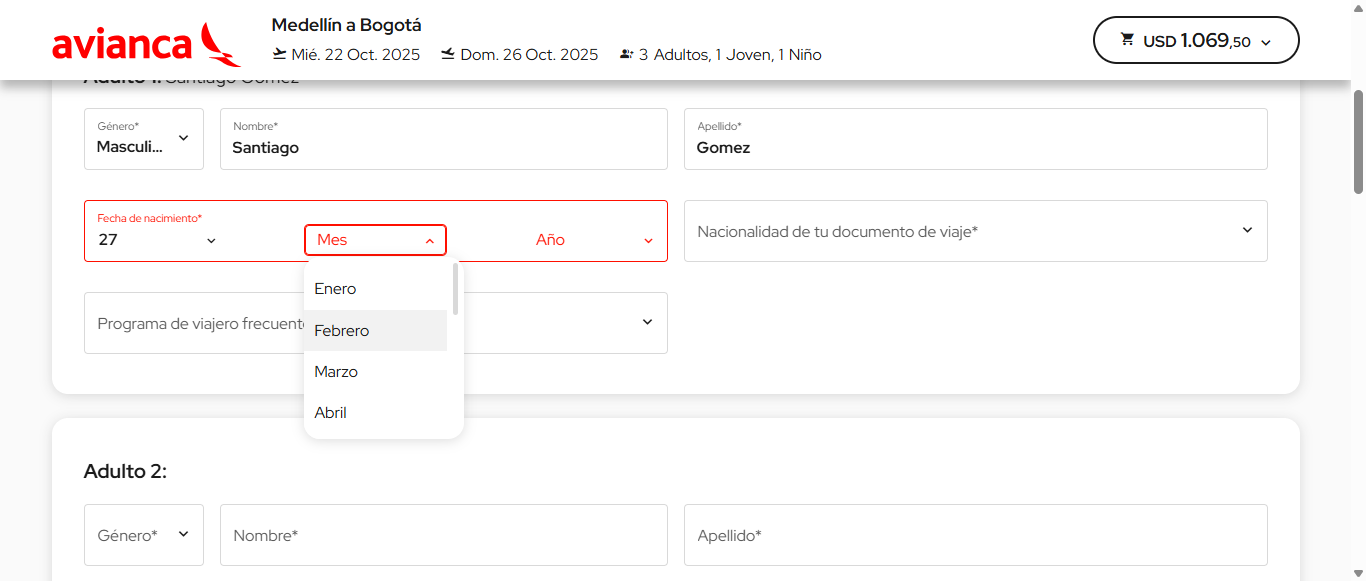 avianca
Medellín a Bogotá
Mié. 22 Oct. 2025 Dom. 26 Oct. 2025 3 Adultos, 1 Joven, 1 Niño
USD 1.069,50
Adulto 1: Santiago Gomez
Género*
Masculi...
Nombre*
Santiago
Apellido*
Gomez
Fecha de nacimiento*
27
Mes
Año
Nacionalidad de tu documento de viaje*
Enero
Febrero
Marzo
Abril
Programa de viajero frecuent
Adulto 2:
Género*
Nombre*
Apellido*